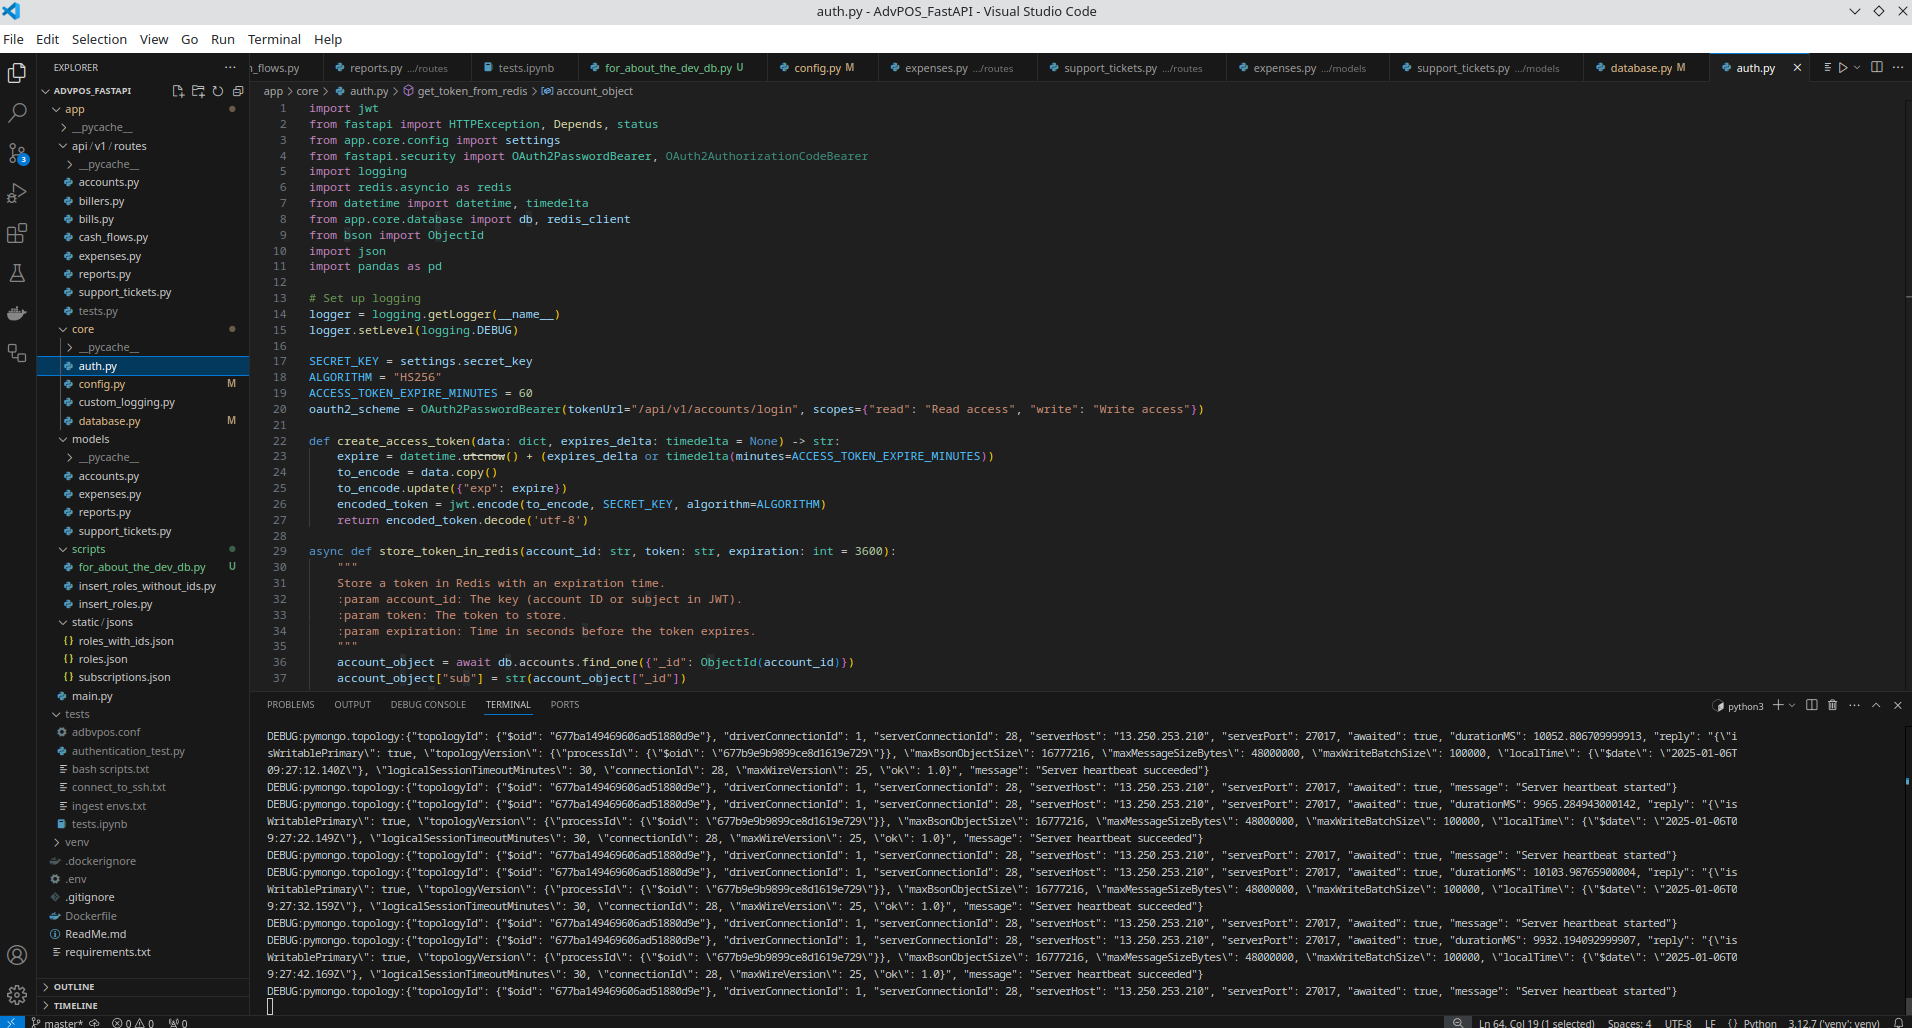 auth.py - AdvPOS_FastAPI - Visual Studio Code
File Edit Selection View Go Run Terminal Help
EXPLORER
ADVPOS_FASTAPI
app
__pycache__
api/v1/routes
__pycache__
accounts.py
billers.py
bills.py
cash_flows.py
expenses.py
reports.py
support_tickets.py
tests.py
core
__pycache__
auth.py
config.py M
custom_logging.py
database.py M
models
__pycache__
accounts.py
expenses.py
reports.py
support_tickets.py
scripts
for_about_the_dev_db.py U
insert_roles_without_ids.py
insert_roles.py
static/jsons
{} roles_with_ids.json
{} roles.json
{} subscriptions.json
main.py
tests
adbvpos.conf
authentication_test.py
bash scripts.txt
connect_to_ssh.txt
ingest envs.txt
tests.ipynb
venv
.dockerignore
.env
.gitignore
Dockerfile
ReadMe.md
requirements.txt
OUTLINE
TIMELINE
3
_flows.py reports.py .../routes tests.ipynb for_about_the_dev_db.py U config.py M expenses.py .../routes support_tickets.py .../routes expenses.py .../models support_tickets.py .../models database.py M auth.py
app > core > auth.py > get_token_from_redis > account_object
1 import jwt
2 from fastapi import HTTPException, Depends, status
3 from app.core.config import settings
4 from fastapi.security import OAuth2PasswordBearer, OAuth2AuthorizationCodeBearer
5 import logging
6 import redis.asyncio as redis
7 from datetime import datetime, timedelta
8 from app.core.database import db, redis_client
9 from bson import ObjectId
10 import json
11 import pandas as pd
12
13 # Set up logging
14 logger = logging.getLogger(__name__)
15 logger.setLevel(logging.DEBUG)
16
17 SECRET_KEY = settings.secret_key
18 ALGORITHM = "HS256"
19 ACCESS_TOKEN_EXPIRE_MINUTES = 60
20 oauth2_scheme = OAuth2PasswordBearer(tokenUrl="/api/v1/accounts/login", scopes={"read": "Read access", "write": "Write access"})
21
22 def create_access_token(data: dict, expires_delta: timedelta = None) -> str:
23 expire = datetime.utcnow() + (expires_delta or timedelta(minutes=ACCESS_TOKEN_EXPIRE_MINUTES))
24 to_encode = data.copy()
25 to_encode.update({"exp": expire})
26 encoded_token = jwt.encode(to_encode, SECRET_KEY, algorithm=ALGORITHM)
27 return encoded_token.decode('utf-8')
28
29 async def store_token_in_redis(account_id: str, token: str, expiration: int = 3600):
30 """
31 Store a token in Redis with an expiration time.
32 :param account_id: The key (account ID or subject in JWT).
33 :param token: The token to store.
34 :param expiration: Time in seconds before the token expires.
35 """
36 account_object = await db.accounts.find_one({"_id": ObjectId(account_id)})
37 account_object["sub"] = str(account_object["_id"])
PROBLEMS OUTPUT DEBUG CONSOLE TERMINAL PORTS
python3
DEBUG:pymongo.topology:{"topologyId": {"$oid": "677ba149469606ad51880d9e"}, "driverConnectionId": 1, "serverConnectionId": 28, "serverHost": "13.250.253.210", "serverPort": 27017, "awaited": true, "durationMS": 10052.806709999913, "reply": "{\"i
sWritablePrimary\": true, \"topologyVersion\": {\"processId\": {\"$oid\": \"677b9e9b9899ce8d1619e729\"}}, \"maxBsonObjectSize\": 16777216, \"maxMessageSizeBytes\": 48000000, \"maxWriteBatchSize\": 100000, \"localTime\": {\"$date\": \"2025-01-06T
09:27:12.140Z\"}, \"logicalSessionTimeoutMinutes\": 30, \"connectionId\": 28, \"maxWireVersion\": 25, \"ok\": 1.0}", "message": "Server heartbeat succeeded"}
DEBUG:pymongo.topology:{"topologyId": {"$oid": "677ba149469606ad51880d9e"}, "driverConnectionId": 1, "serverConnectionId": 28, "serverHost": "13.250.253.210", "serverPort": 27017, "awaited": true, "message": "Server heartbeat started"}
DEBUG:pymongo.topology:{"topologyId": {"$oid": "677ba149469606ad51880d9e"}, "driverConnectionId": 1, "serverConnectionId": 28, "serverHost": "13.250.253.210", "serverPort": 27017, "awaited": true, "durationMS": 9965.284943000142, "reply": "{\"is
WritablePrimary\": true, \"topologyVersion\": {\"processId\": {\"$oid\": \"677b9e9b9899ce8d1619e729\"}}, \"maxBsonObjectSize\": 16777216, \"maxMessageSizeBytes\": 48000000, \"maxWriteBatchSize\": 100000, \"localTime\": {\"$date\": \"2025-01-06T0
9:27:22.149Z\"}, \"logicalSessionTimeoutMinutes\": 30, \"connectionId\": 28, \"maxWireVersion\": 25, \"ok\": 1.0}", "message": "Server heartbeat succeeded"}
DEBUG:pymongo.topology:{"topologyId": {"$oid": "677ba149469606ad51880d9e"}, "driverConnectionId": 1, "serverConnectionId": 28, "serverHost": "13.250.253.210", "serverPort": 27017, "awaited": true, "message": "Server heartbeat started"}
DEBUG:pymongo.topology:{"topologyId": {"$oid": "677ba149469606ad51880d9e"}, "driverConnectionId": 1, "serverConnectionId": 28, "serverHost": "13.250.253.210", "serverPort": 27017, "awaited": true, "durationMS": 10103.98765900004, "reply": "{\"is
WritablePrimary\": true, \"topologyVersion\": {\"processId\": {\"$oid\": \"677b9e9b9899ce8d1619e729\"}}, \"maxBsonObjectSize\": 16777216, \"maxMessageSizeBytes\": 48000000, \"maxWriteBatchSize\": 100000, \"localTime\": {\"$date\": \"2025-01-06T0
9:27:32.159Z\"}, \"logicalSessionTimeoutMinutes\": 30, \"connectionId\": 28, \"maxWireVersion\": 25, \"ok\": 1.0}", "message": "Server heartbeat succeeded"}
DEBUG:pymongo.topology:{"topologyId": {"$oid": "677ba149469606ad51880d9e"}, "driverConnectionId": 1, "serverConnectionId": 28, "serverHost": "13.250.253.210", "serverPort": 27017, "awaited": true, "message": "Server heartbeat started"}
DEBUG:pymongo.topology:{"topologyId": {"$oid": "677ba149469606ad51880d9e"}, "driverConnectionId": 1, "serverConnectionId": 28, "serverHost": "13.250.253.210", "serverPort": 27017, "awaited": true, "durationMS": 9932.194092999907, "reply": "{\"is
WritablePrimary\": true, \"topologyVersion\": {\"processId\": {\"$oid\": \"677b9e9b9899ce8d1619e729\"}}, \"maxBsonObjectSize\": 16777216, \"maxMessageSizeBytes\": 48000000, \"maxWriteBatchSize\": 100000, \"localTime\": {\"$date\": \"2025-01-06T0
9:27:42.169Z\"}, \"logicalSessionTimeoutMinutes\": 30, \"connectionId\": 28, \"maxWireVersion\": 25, \"ok\": 1.0}", "message": "Server heartbeat succeeded"}
DEBUG:pymongo.topology:{"topologyId": {"$oid": "677ba149469606ad51880d9e"}, "driverConnectionId": 1, "serverConnectionId": 28, "serverHost": "13.250.253.210", "serverPort": 27017, "awaited": true, "message": "Server heartbeat started"}
master* 0 0 0 Ln 64, Col 19 (1 selected) Spaces: 4 UTF-8 LF {} Python 3.12.7 ('venv': venv)